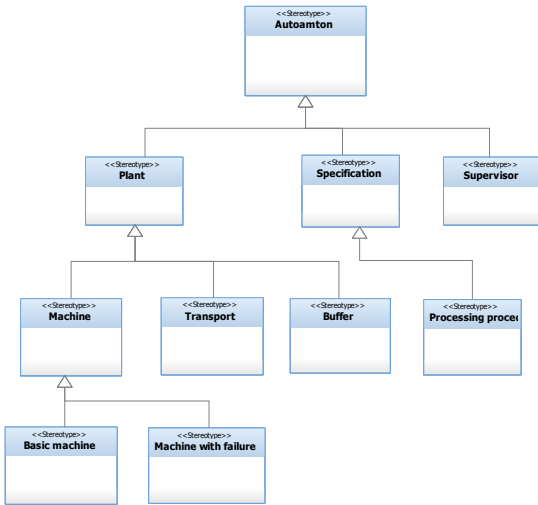 <<Stereotype>>
Autoamton
<<Stereotype>>
Plant
<<Stereotype>>
Specification
<<Stereotype>>
Supervisor
<<Stereotype>>
Machine
<<Stereotype>>
Transport
<<Stereotype>>
Buffer
<<Stereotype>>
Processing proced
<<Stereotype>>
Basic machine
<<Stereotype>>
Machine with failure